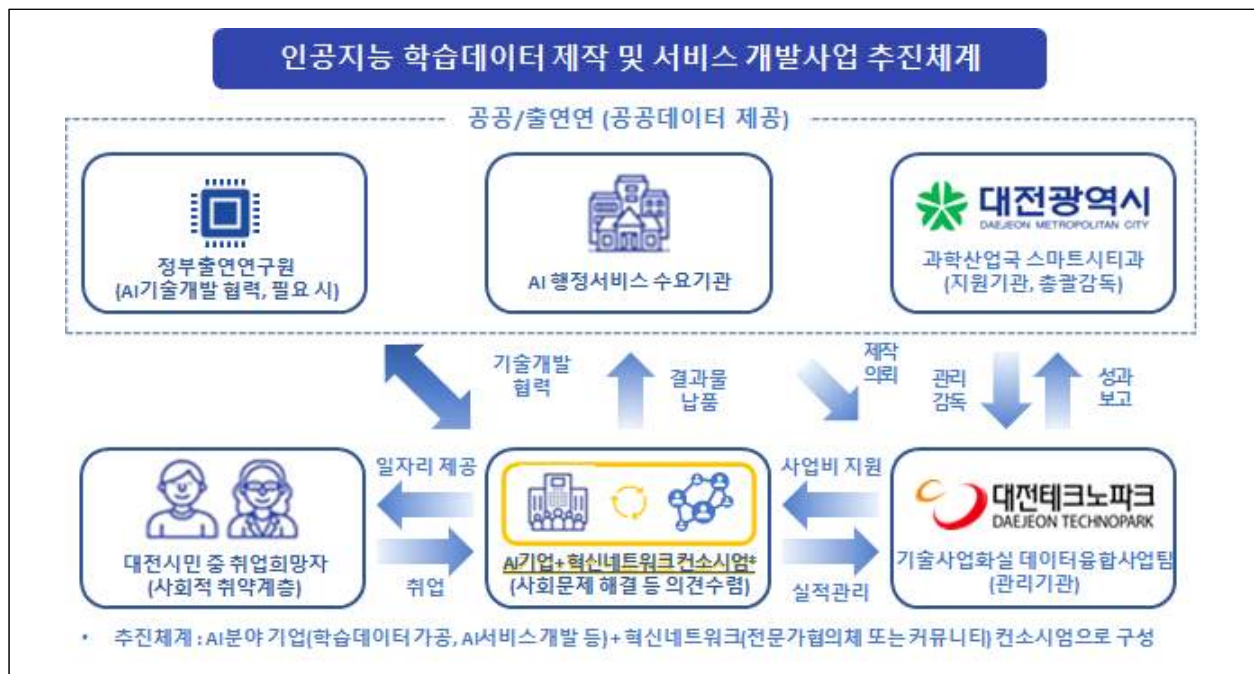 인공지능 학습데이터 제작 및 서비스 개발사업 추진체계
공공/출연연 (공공데이터 제공)
정부출연연구원
(AI기술개발 협력, 필요 시)
AI 행정서비스 수요기관
대전광역시
DAEJEON METROPOLITAN CITY
과학산업국 스마트시티과
(지원기관, 총괄감독)
기술개발
협력
결과물
납품
제작
의뢰
관리
감독
성과
보고
대전시민 중 취업희망자
(사회적 취약계층)
일자리 제공
취업
AI기업+ 혁신네트워크 컨소시엄*
(사회문제 해결 등 의견수렴)
사업비 지원
실적관리
대전테크노파크
DAEJEON TECHNOPARK
기술사업화실 데이터융합사업팀
(관리기관)
• 추진체계 : AI분야 기업(학습데이터 가공, AI서비스 개발 등) + 혁신네트워크(전문가협의체 또는 커뮤니티) 컨소시엄으로 구성